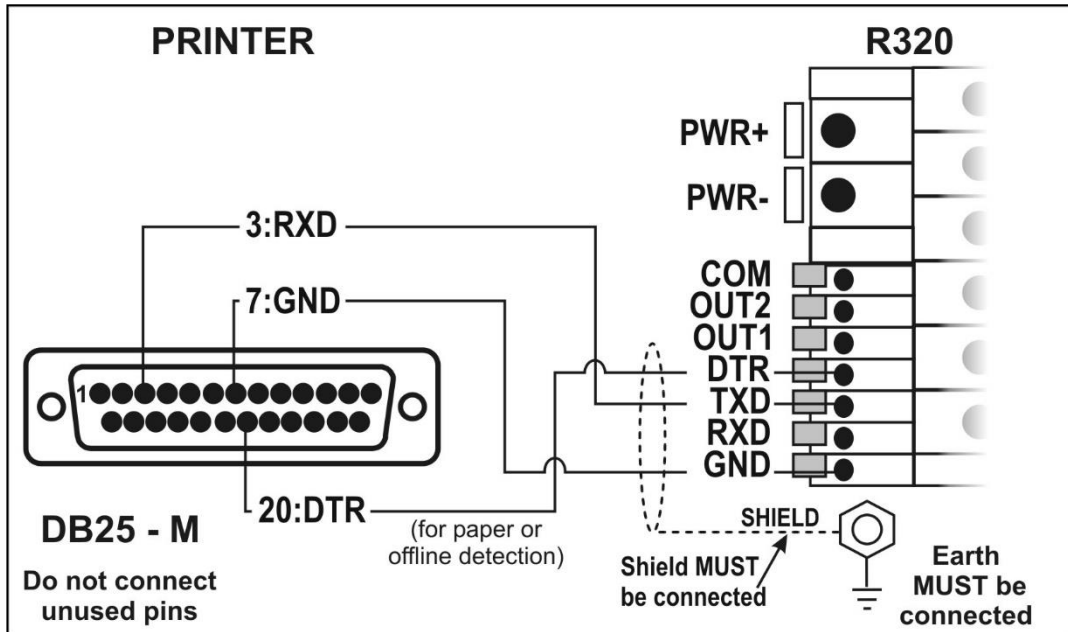 PRINTER
R320
PWR+
PWR-
3:RXD
7:GND
COM
OUT2
OUT1
DTR
TXD
RXD
GND
1
20:DTR
(for paper or
offline detection)
DB25 - M
Do not connect
unused pins
SHIELD
Shield MUST
be connected
Earth
MUST be
connected